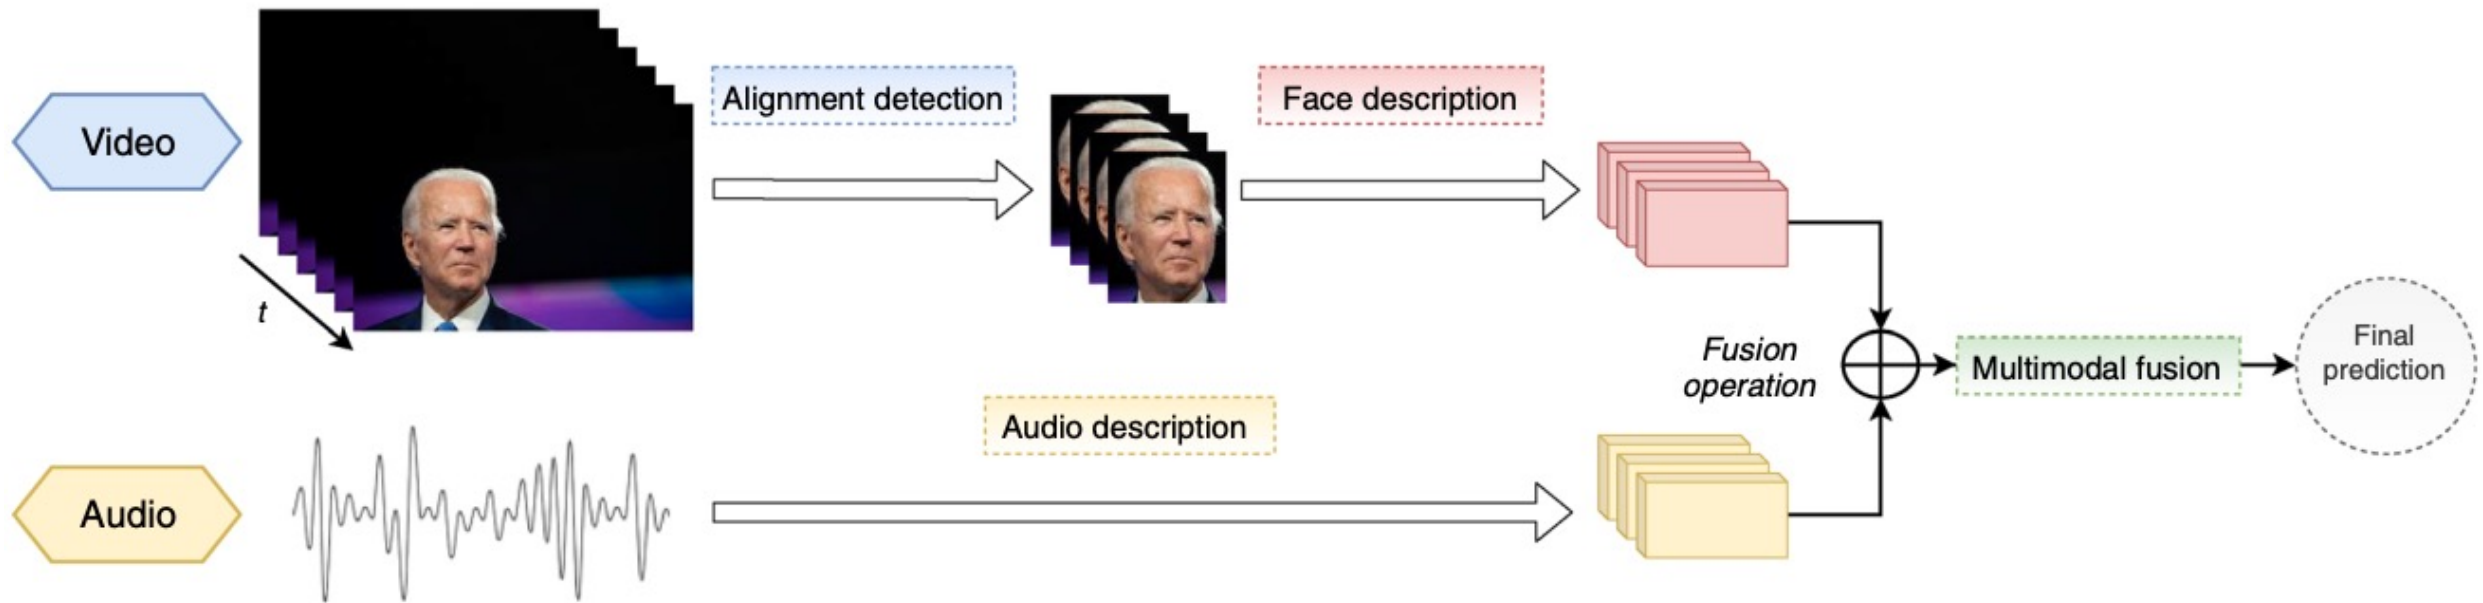 Video
t
Alignment detection
Face description
Audio
Audio description
Fusion
operation
Multimodal fusion
Final
prediction